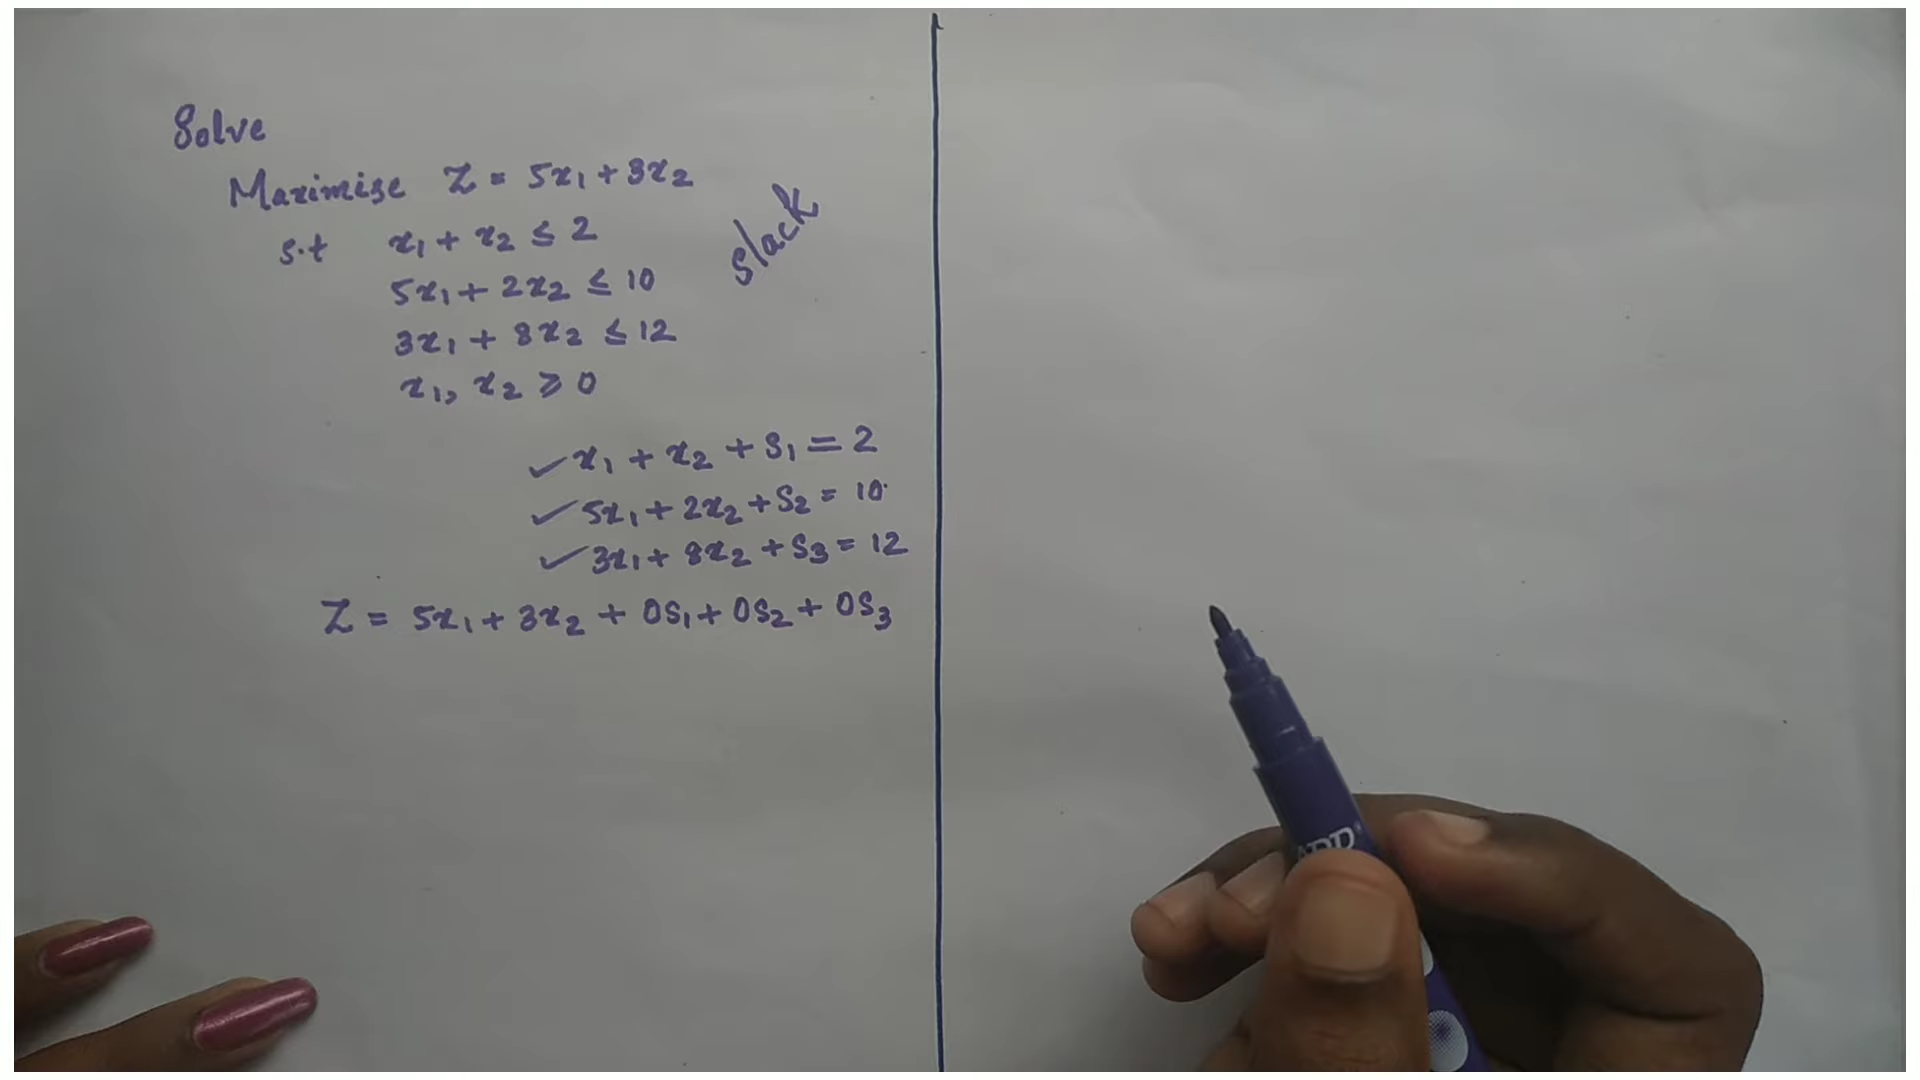 Solve
Maximize Z = 5x₁ + 3x₂
s.t x₁ + x₂ ≤ 2
5x₁ + 2x₂ ≤ 10
3x₁ + 8x₂ ≤ 12
x₁, x₂ ≥ 0
slack
✓ x₁ + x₂ + S₁ = 2
✓ 5x₁ + 2x₂ + S₂ = 10
✓ 3x₁ + 8x₂ + S₃ = 12
Z = 5x₁ + 3x₂ + 0S₁ + 0S₂ + 0S₃